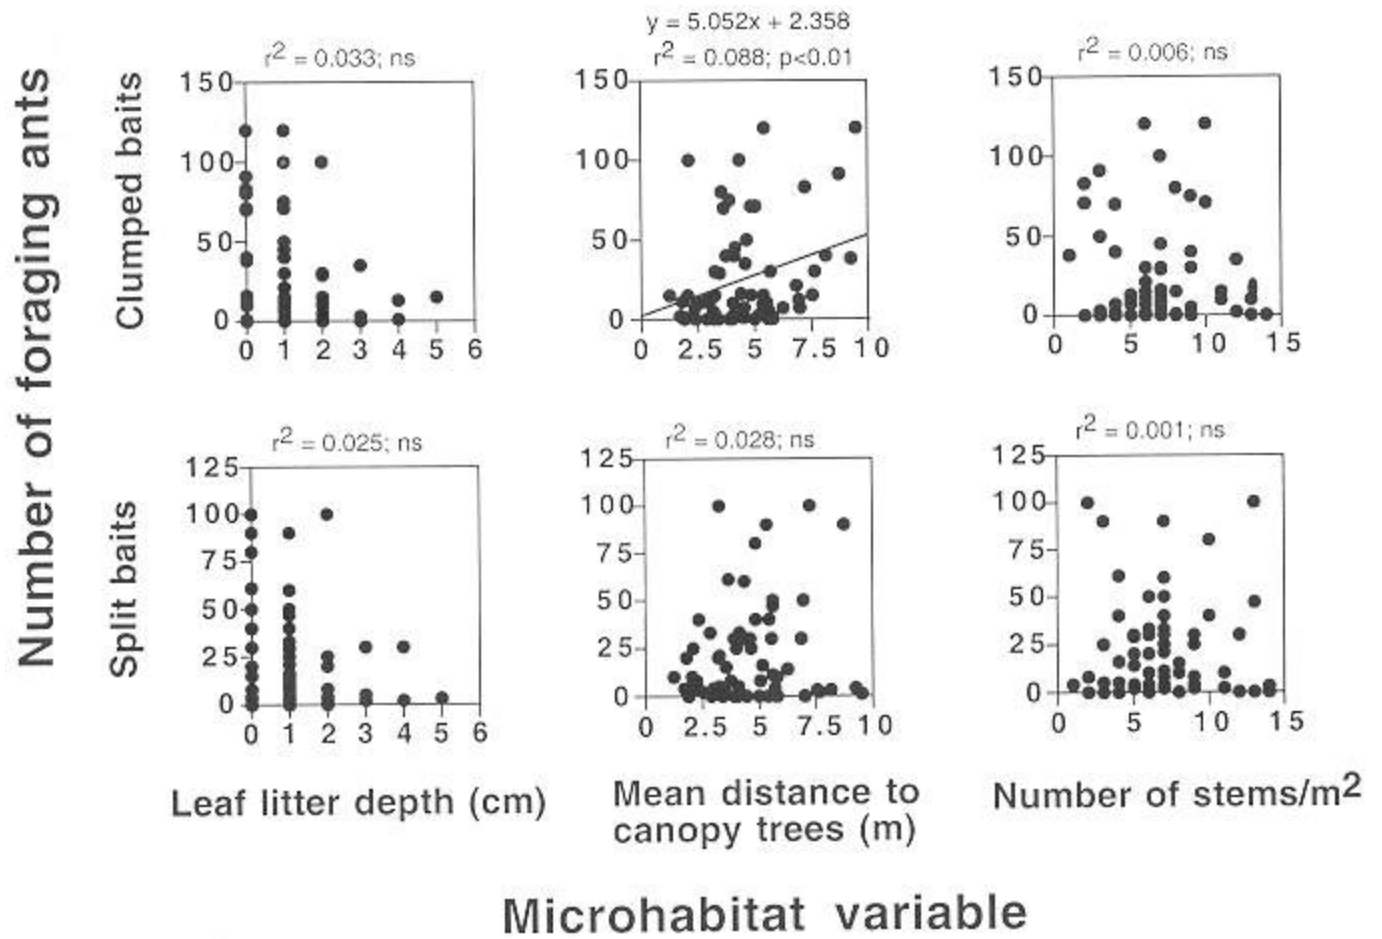 Number of foraging ants
Clumped baits
Split baits
r2 = 0.033; ns
150
100
50
0
0 1 2 3 4 5 6
y = 5.052x + 2.358
r2 = 0.088; p<0.01
150
100
50
0
0 2.5 5 7.5 10
r2 = 0.006; ns
150
100
50
0
0 5 10 15
r2 = 0.025; ns
125
100
75
50
25
0
0 1 2 3 4 5 6
r2 = 0.028; ns
125
100
75
50
25
0
0 2.5 5 7.5 10
r2 = 0.001; ns
125
100
75
50
25
0
0 5 10 15
Leaf litter depth (cm)
Mean distance to
canopy trees (m)
Number of stems/m2
Microhabitat variable